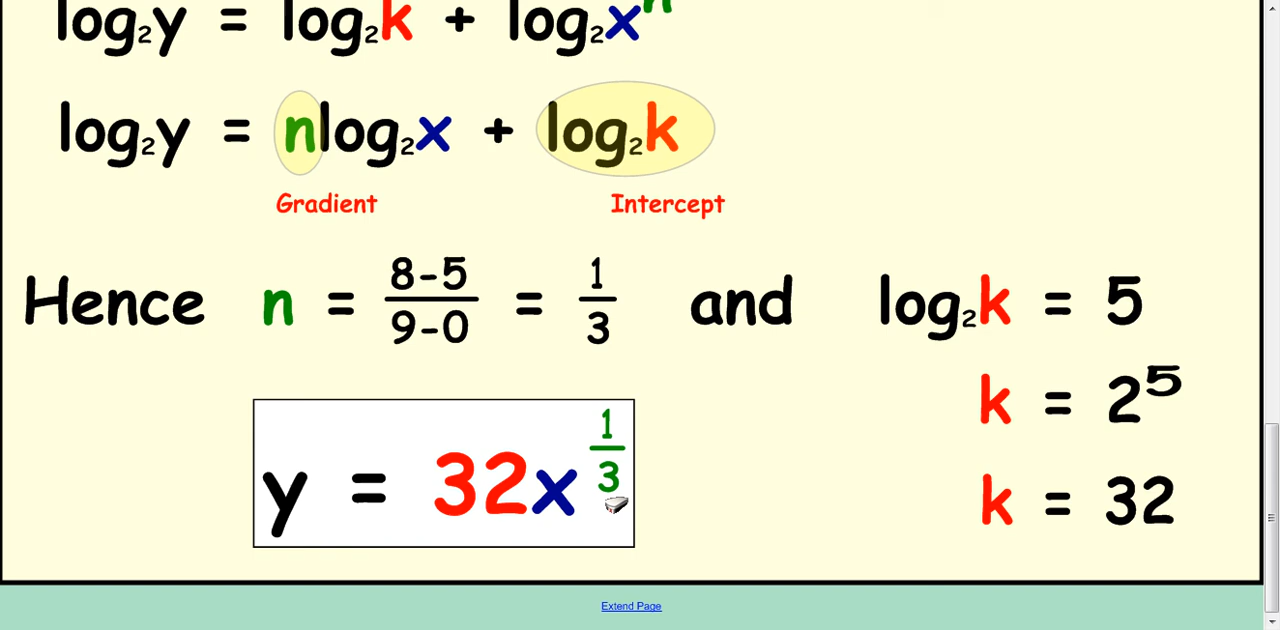 log₂y = log₂k + log₂xⁿ
log₂y = nlog₂x + log₂k
Gradient Intercept
Hence n = 8-5/9-0 = 1/3 and log₂k = 5
k = 2⁵
y = 32x^1/3
k = 32
Extend Page